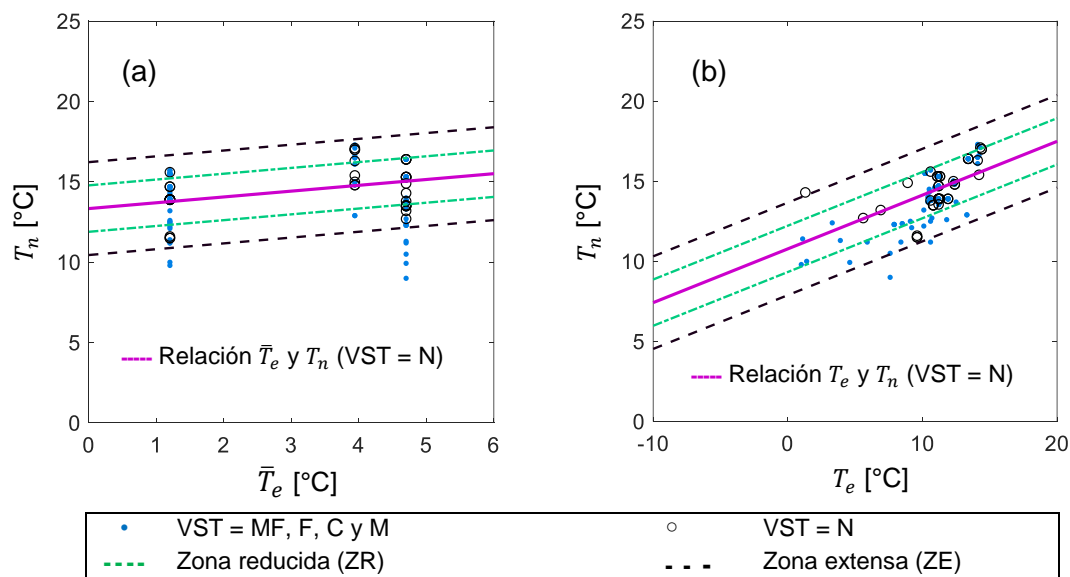 (a)
25
20
15
10
5
0
T_n [°C]
0 1 2 3 4 5 6
T̅_e [°C]
Relación T̅_e y T_n (VST = N)
(b)
25
20
15
10
5
0
T_n [°C]
-10 0 10 20
T_e [°C]
Relación T_e y T_n (VST = N)
VST = MF, F, C y M
VST = N
Zona reducida (ZR)
Zona extensa (ZE)